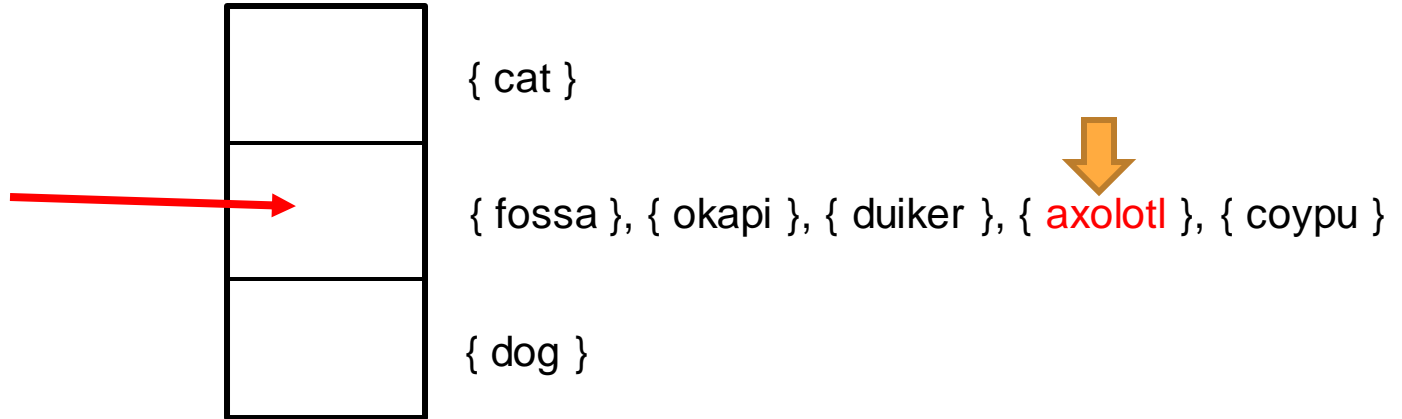 { cat }
{ fossa }, { okapi }, { duiker }, { axolotl }, { coypu }
{ dog }